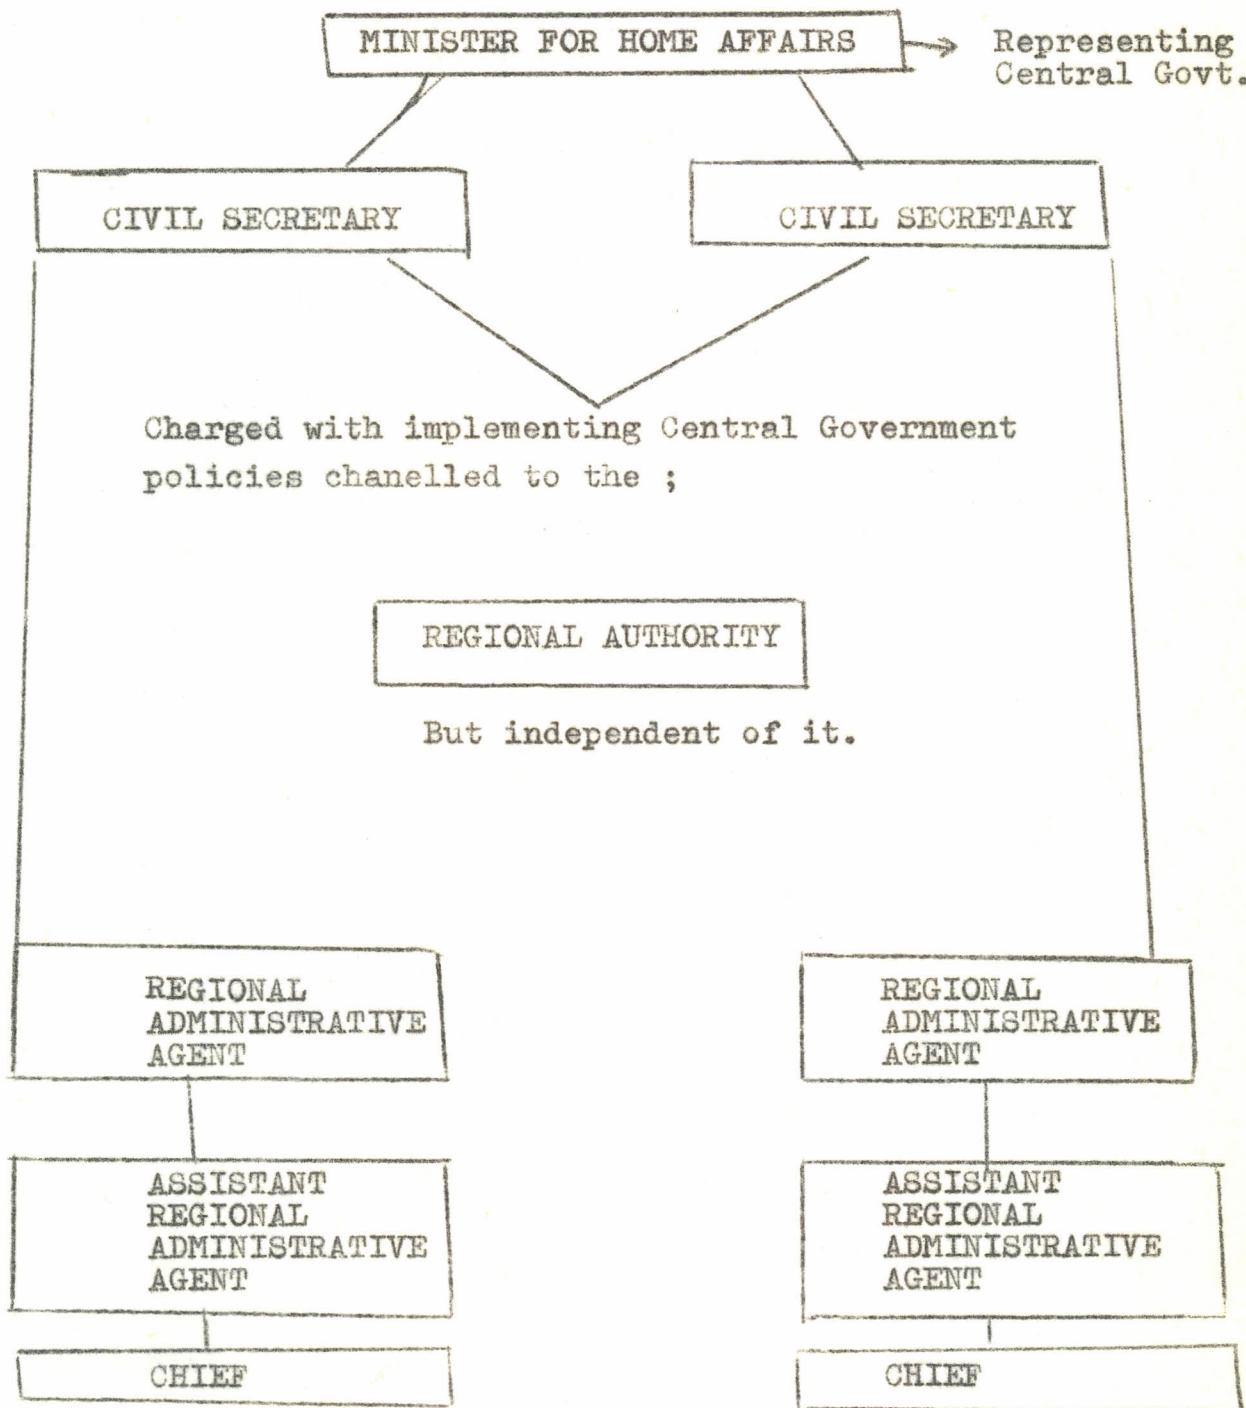 MINISTER FOR HOME AFFAIRS
Representing
Central Govt.
CIVIL SECRETARY
CIVIL SECRETARY
Charged with implementing Central Government
policies chanelled to the ;
REGIONAL AUTHORITY
But independent of it.
REGIONAL
ADMINISTRATIVE
AGENT
REGIONAL
ADMINISTRATIVE
AGENT
ASSISTANT
REGIONAL
ADMINISTRATIVE
AGENT
ASSISTANT
REGIONAL
ADMINISTRATIVE
AGENT
CHIEF
CHIEF